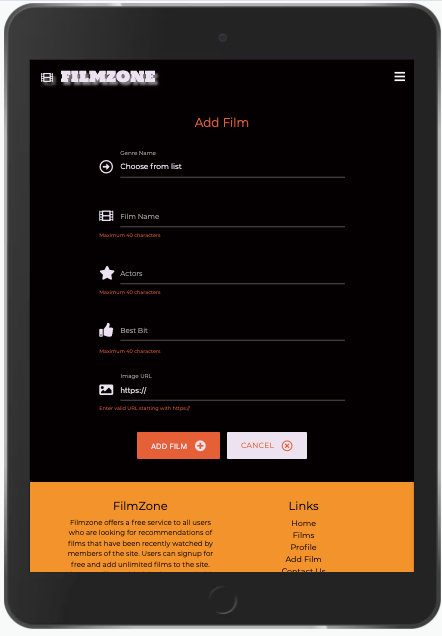 FILMZONE
Add Film
Genre Name
Choose from list
Film Name
Maximum 40 characters
Actors
Maximum 40 characters
Best Bit
Maximum 40 characters
Image URL
https://
Enter valid URL starting with https://
ADD FILM
CANCEL
FilmZone
Filmzone offers a free service to all users
who are looking for recommendations of
films that have been recently watched by
members of the site. Users can signup for
free and add unlimited films to the site.
Links
Home
Films
Profile
Add Film
Contact Us